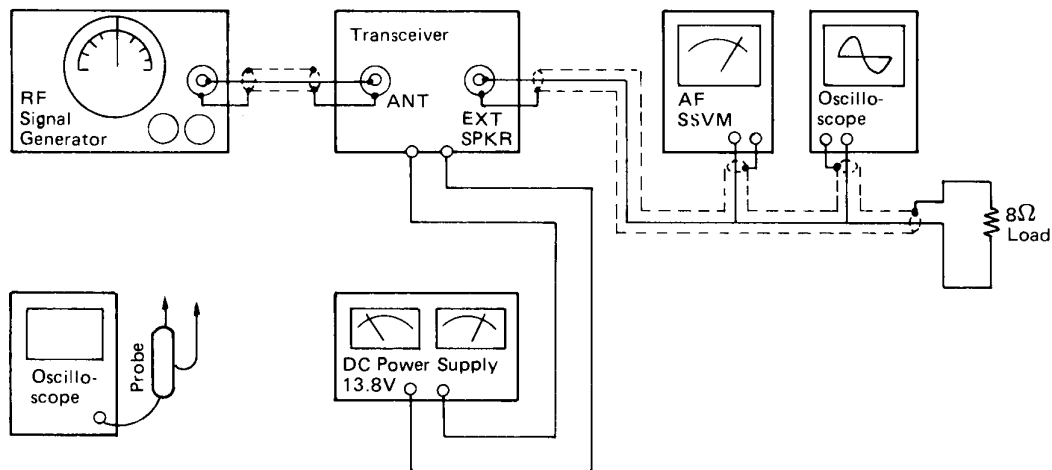 RF
Signal
Generator
Transceiver
ANT
EXT
SPKR
AF
SSVM
Oscillo-
scope
8Ω
Load
Oscillo-
scope
Probe
DC Power Supply
13.8V